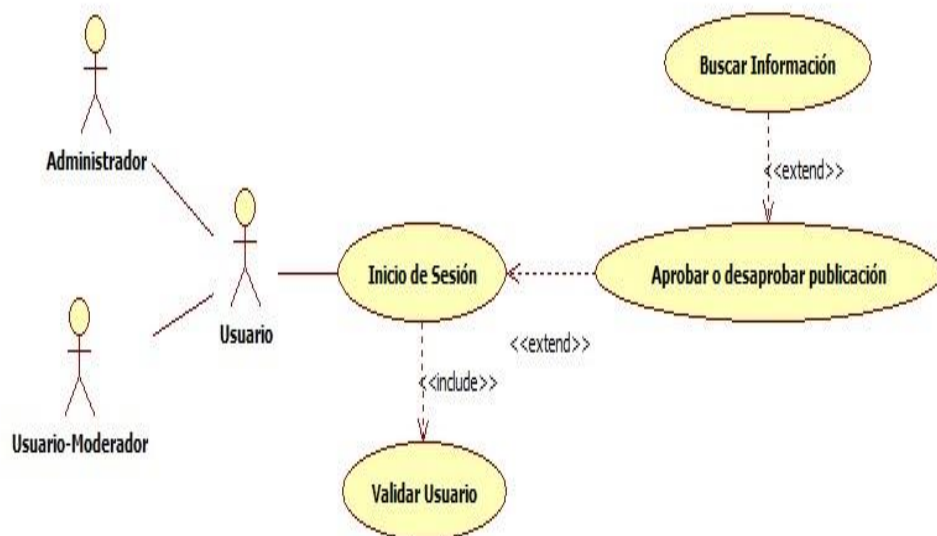 Buscar Información
Administrador
<<extend>>
Inicio de Sesión
Aprobar o desaprobar publicación
Usuario
<<extend>>
<<include>>
Usuario-Moderador
Validar Usuario